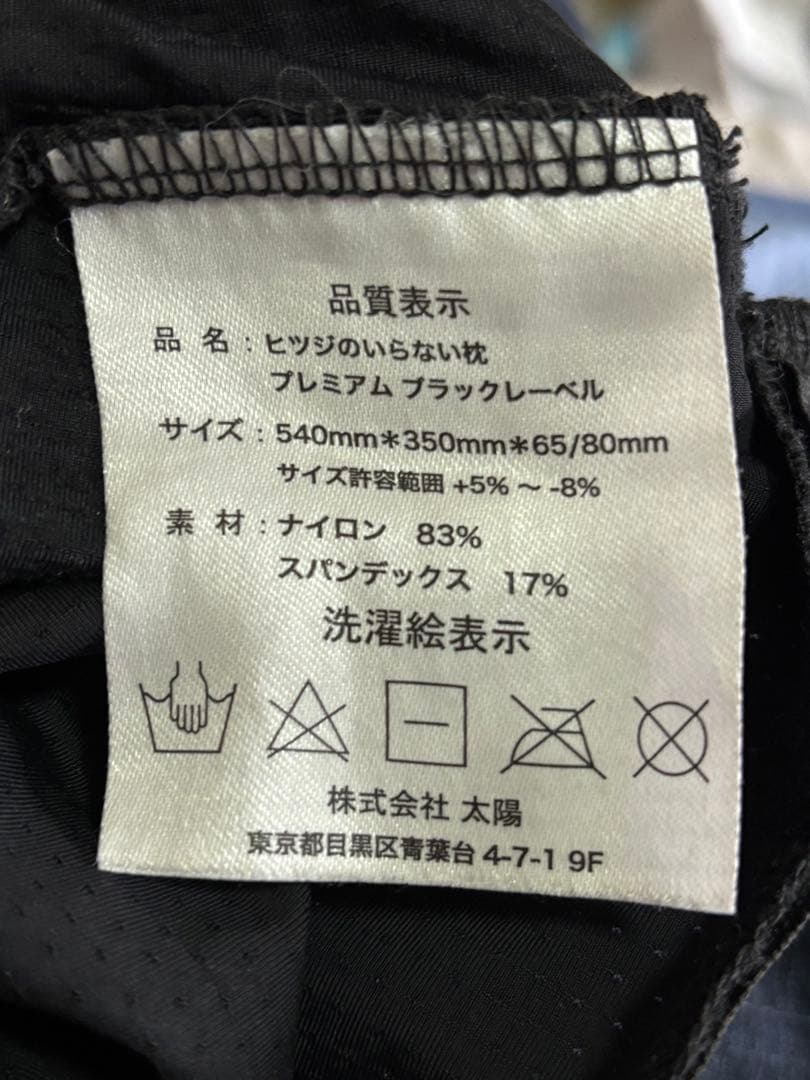 品質表示
品 名：ヒツジのいらない枕
プレミアム ブラックレーベル
サイズ：540mm＊350mm＊65/80mm
サイズ許容範囲 +5% ～ -8%
素 材：ナイロン 83%
スパンデックス 17%
洗濯絵表示
株式会社 太陽
東京都目黒区青葉台 4-7-1 9F